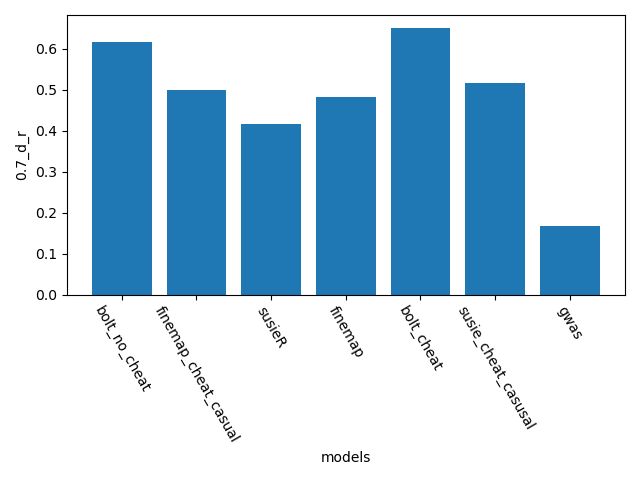 0.7_d_r
0.6
0.5
0.4
0.3
0.2
0.1
0.0
bolt_no_cheat
finemap_cheat_casual
susieR
finemap
bolt_cheat
susie_cheat_casusal
gwas
models